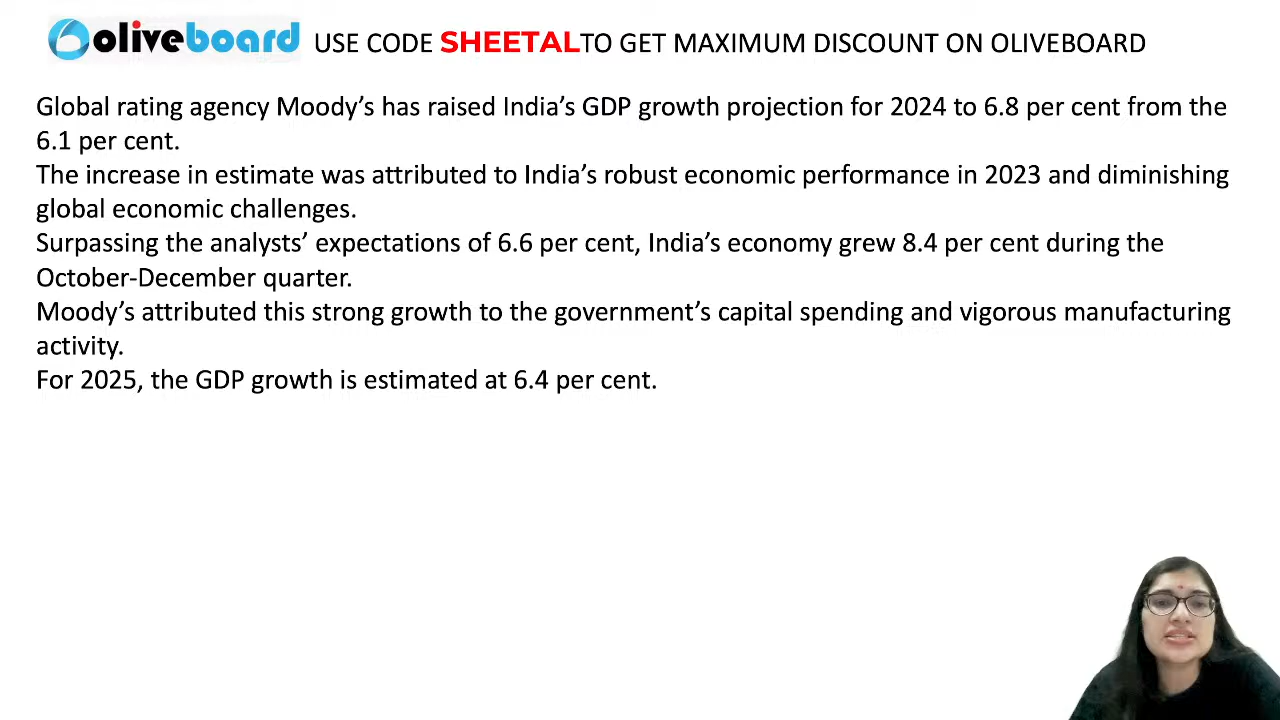 oliveboard USE CODE SHEETAL TO GET MAXIMUM DISCOUNT ON OLIVEBOARD
Global rating agency Moody’s has raised India’s GDP growth projection for 2024 to 6.8 per cent from the
6.1 per cent.
The increase in estimate was attributed to India’s robust economic performance in 2023 and diminishing
global economic challenges.
Surpassing the analysts’ expectations of 6.6 per cent, India’s economy grew 8.4 per cent during the
October-December quarter.
Moody’s attributed this strong growth to the government’s capital spending and vigorous manufacturing
activity.
For 2025, the GDP growth is estimated at 6.4 per cent.